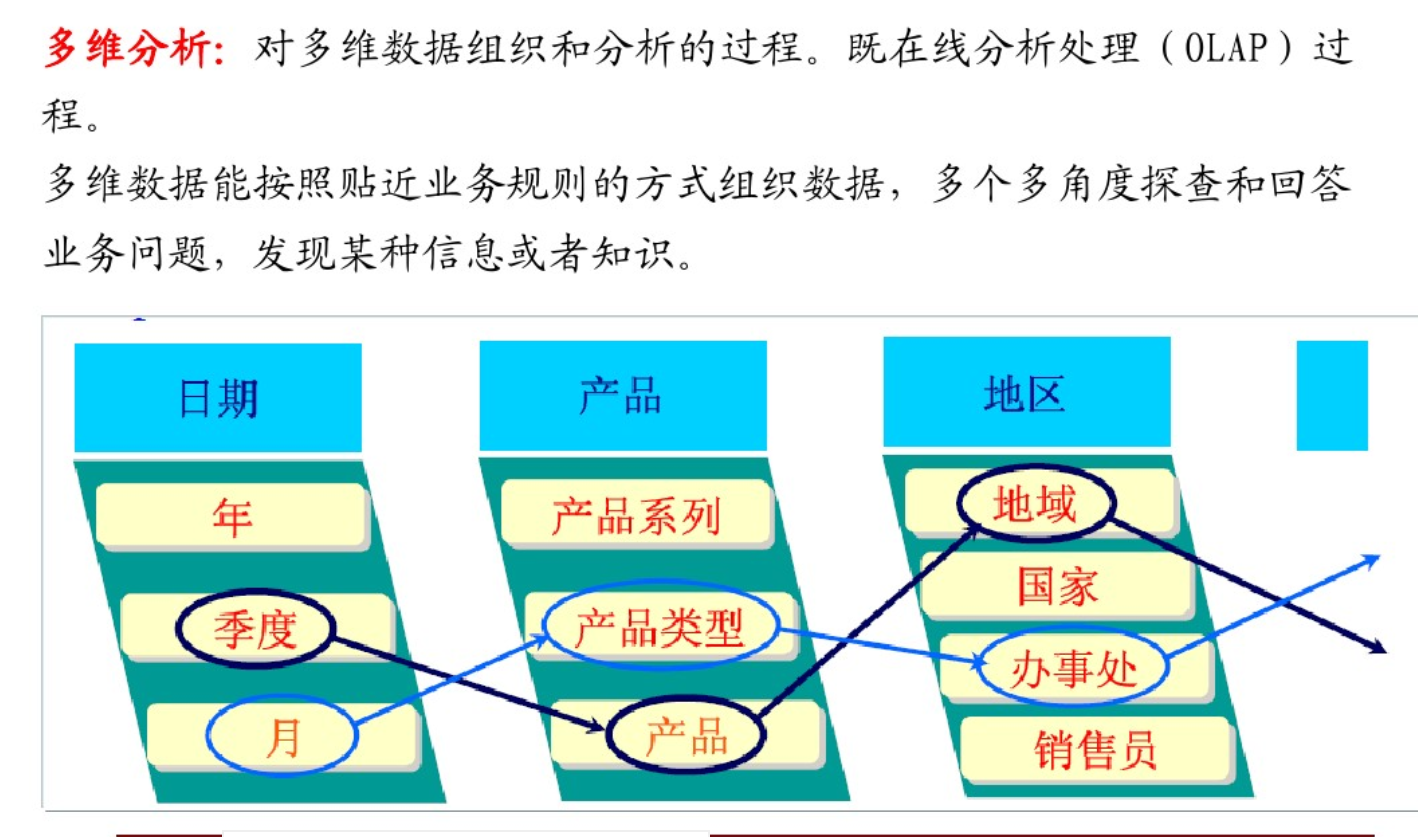 多维分析：对多维数据组织和分析的过程。既在线分析处理（OLAP）过
程。
多维数据能按照贴近业务规则的方式组织数据，多个多角度探查和回答
业务问题，发现某种信息或者知识。
日期
产品
地区
年
产品系列
地域
国家
季度
产品类型
办事处
月
产品
销售员